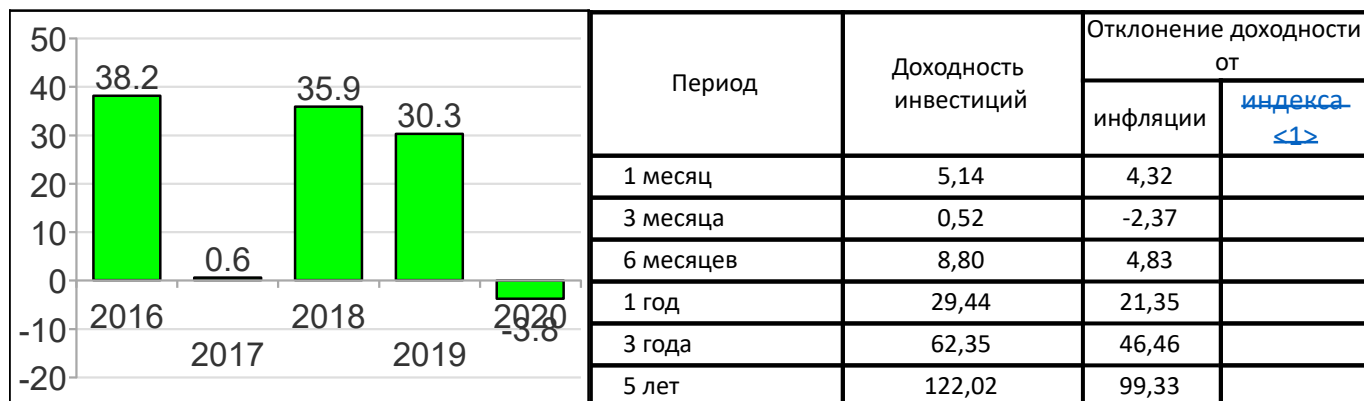 50
40
30
20
10
0
-10
-20
38.2
0.6
35.9
30.3
-3.8
2016
2017
2018
2019
2020
Период
Доходность
инвестиций
Отклонение доходности
от
инфляции
индекса
<1>
1 месяц 5,14 4,32
3 месяца 0,52 -2,37
6 месяцев 8,80 4,83
1 год 29,44 21,35
3 года 62,35 46,46
5 лет 122,02 99,33